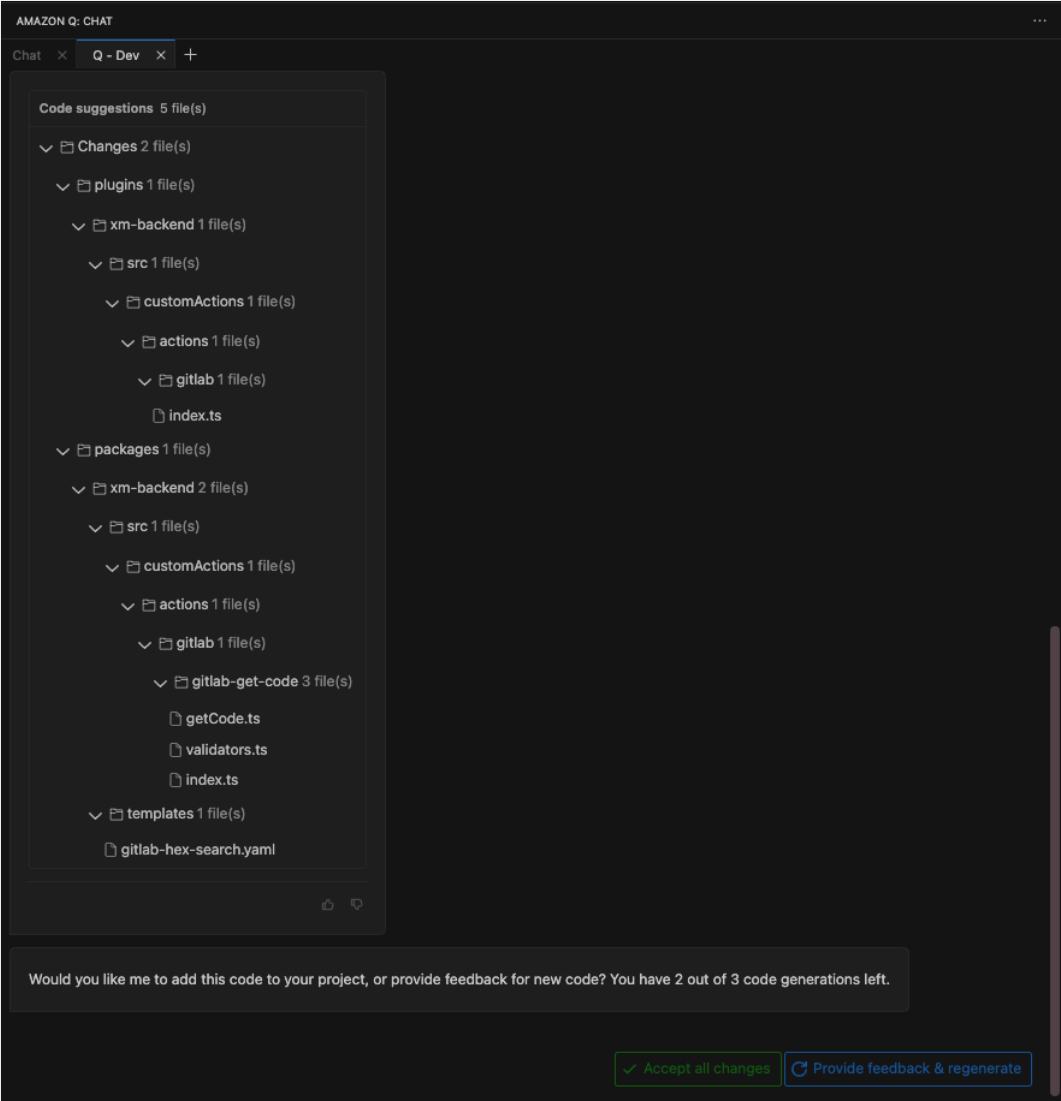 AMAZON Q: CHAT
Chat
Q - Dev
Code suggestions 5 file(s)
Changes 2 file(s)
plugins 1 file(s)
xm-backend 1 file(s)
src 1 file(s)
customActions 1 file(s)
actions 1 file(s)
gitlab 1 file(s)
index.ts
packages 1 file(s)
xm-backend 2 file(s)
src 1 file(s)
customActions 1 file(s)
actions 1 file(s)
gitlab 1 file(s)
gitlab-get-code 3 file(s)
getCode.ts
validators.ts
index.ts
templates 1 file(s)
gitlab-hex-search.yaml
Would you like me to add this code to your project, or provide feedback for new code? You have 2 out of 3 code generations left.
Accept all changes
Provide feedback & regenerate